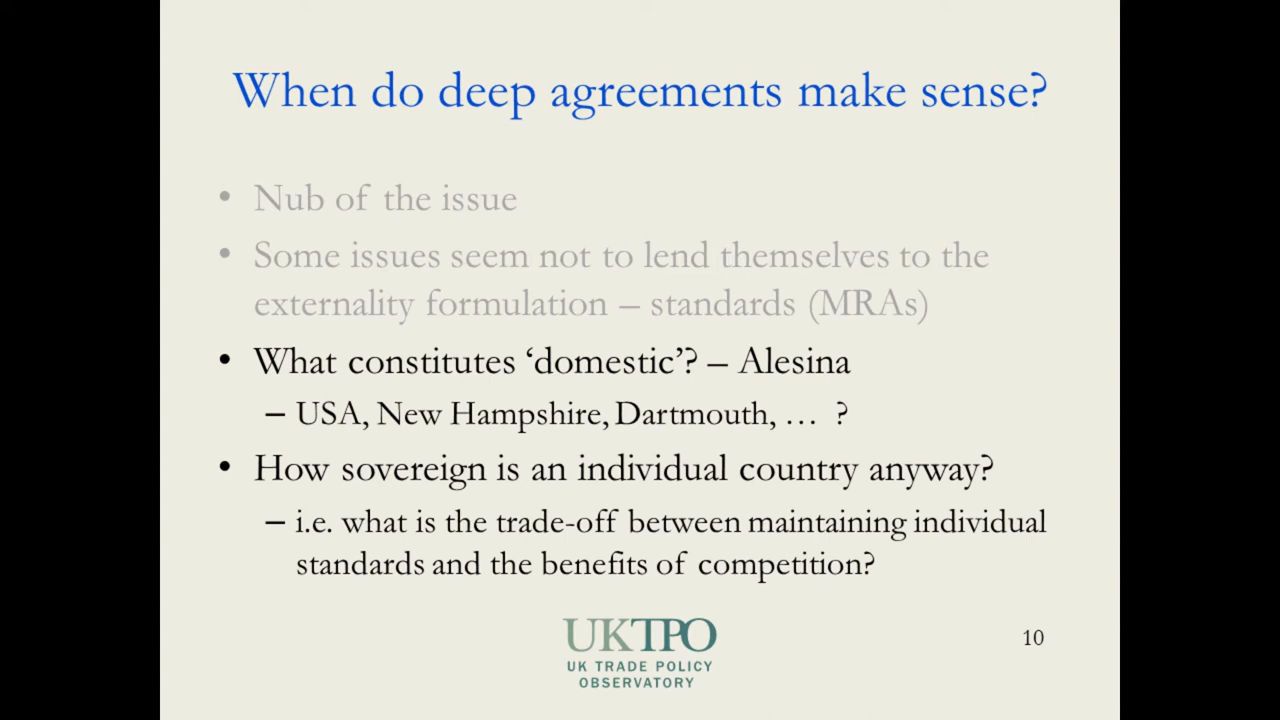 When do deep agreements make sense?
• Nub of the issue
• Some issues seem not to lend themselves to the
externality formulation – standards (MRAs)
• What constitutes ‘domestic’? – Alesina
– USA, New Hampshire, Dartmouth, … ?
• How sovereign is an individual country anyway?
– i.e. what is the trade-off between maintaining individual
standards and the benefits of competition?
UKTPO
UK TRADE POLICY
OBSERVATORY
10